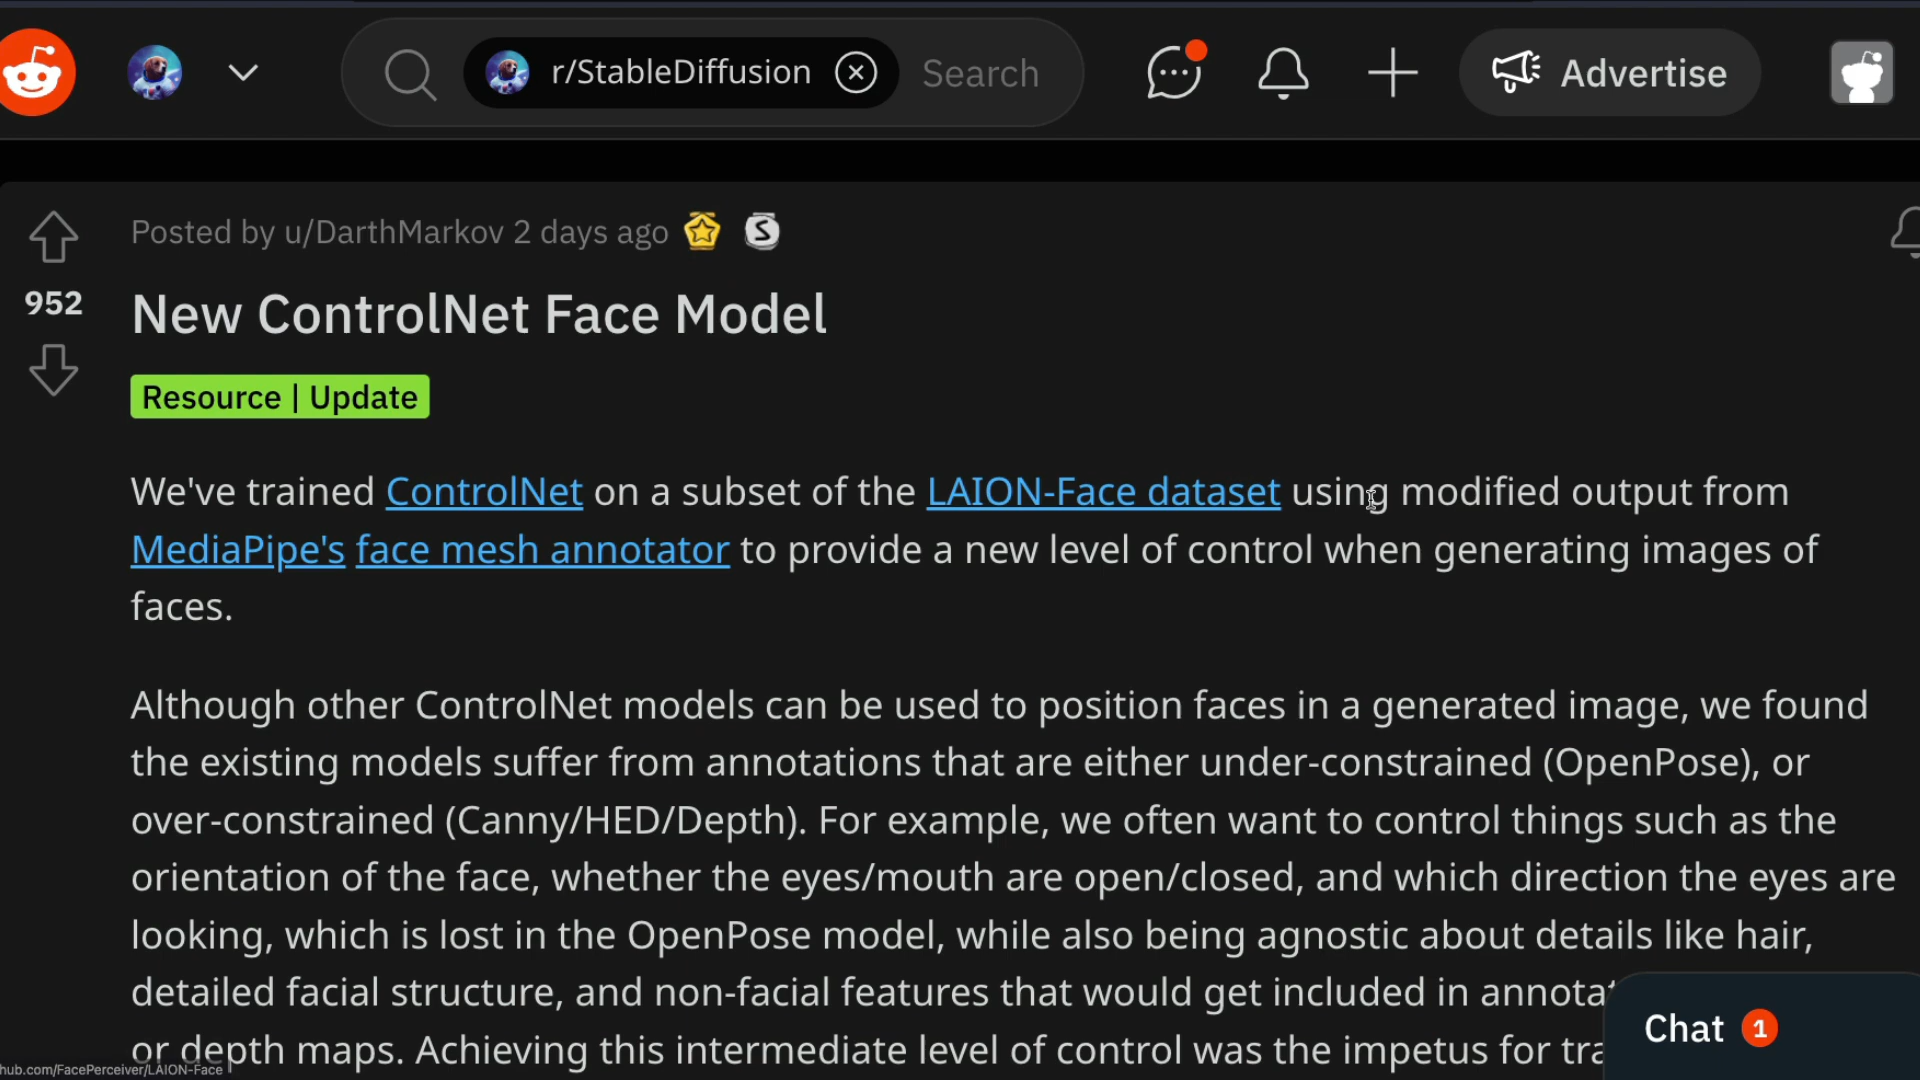 r/StableDiffusion Search Advertise
Posted by u/DarthMarkov 2 days ago
952
New ControlNet Face Model
Resource | Update
We've trained ControlNet on a subset of the LAION-Face dataset using modified output from
MediaPipe's face mesh annotator to provide a new level of control when generating images of
faces.
Although other ControlNet models can be used to position faces in a generated image, we found
the existing models suffer from annotations that are either under-constrained (OpenPose), or
over-constrained (Canny/HED/Depth). For example, we often want to control things such as the
orientation of the face, whether the eyes/mouth are open/closed, and which direction the eyes are
looking, which is lost in the OpenPose model, while also being agnostic about details like hair,
detailed facial structure, and non-facial features that would get included in annota
or depth maps. Achieving this intermediate level of control was the impetus for tra
Chat 1
hub.com/FacePerceiver/LAION-Face